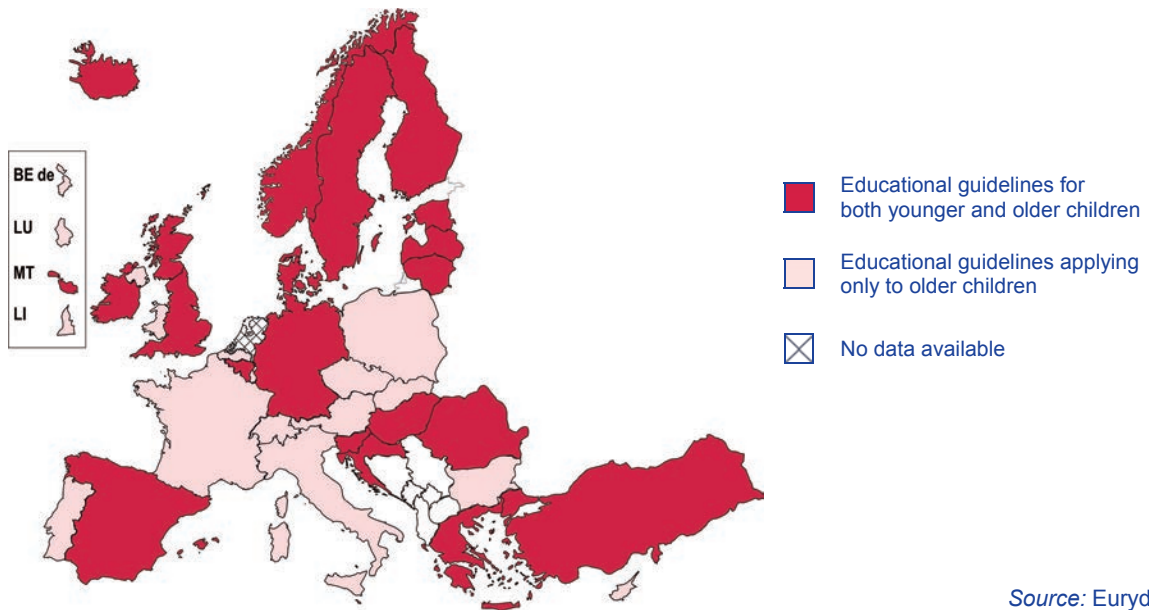 BE de
LU
MT
LI
Educational guidelines for
both younger and older children
Educational guidelines applying
only to older children
No data available
Source: Euryd